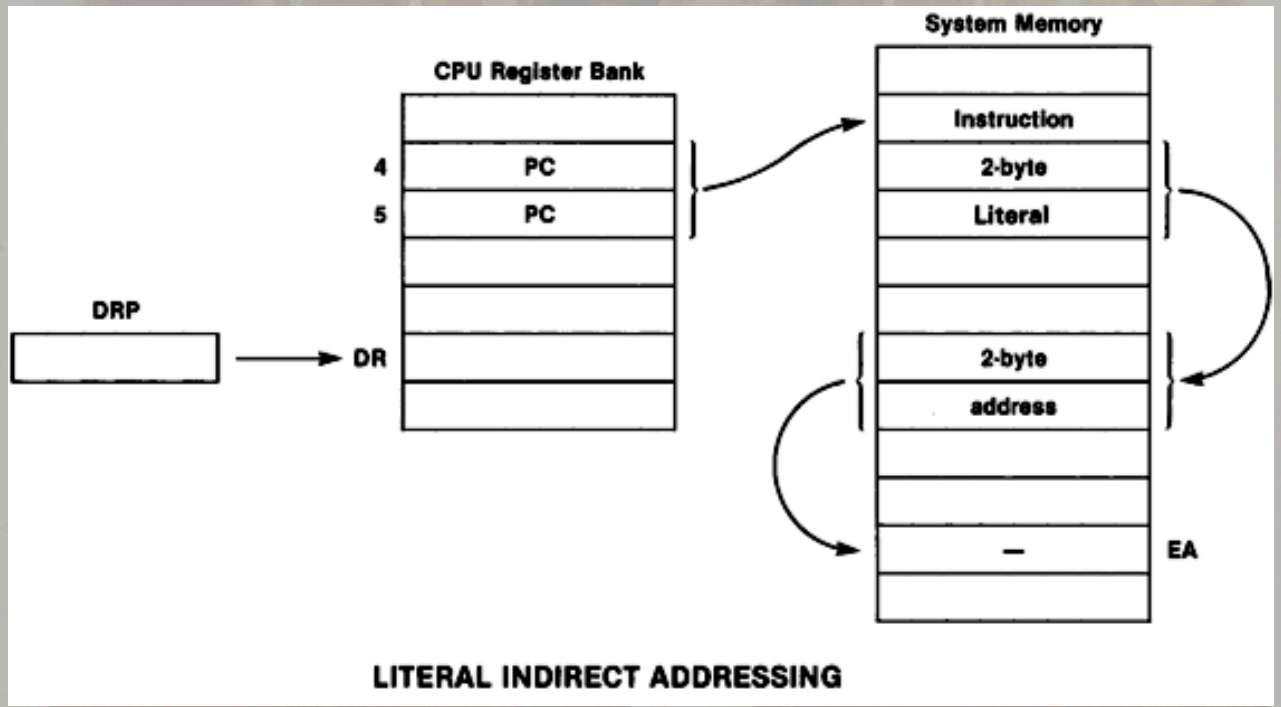 System Memory
CPU Register Bank
Instruction
4
PC
2-byte
5
PC
Literal
DRP
DR
2-byte
address
—
EA
LITERAL INDIRECT ADDRESSING